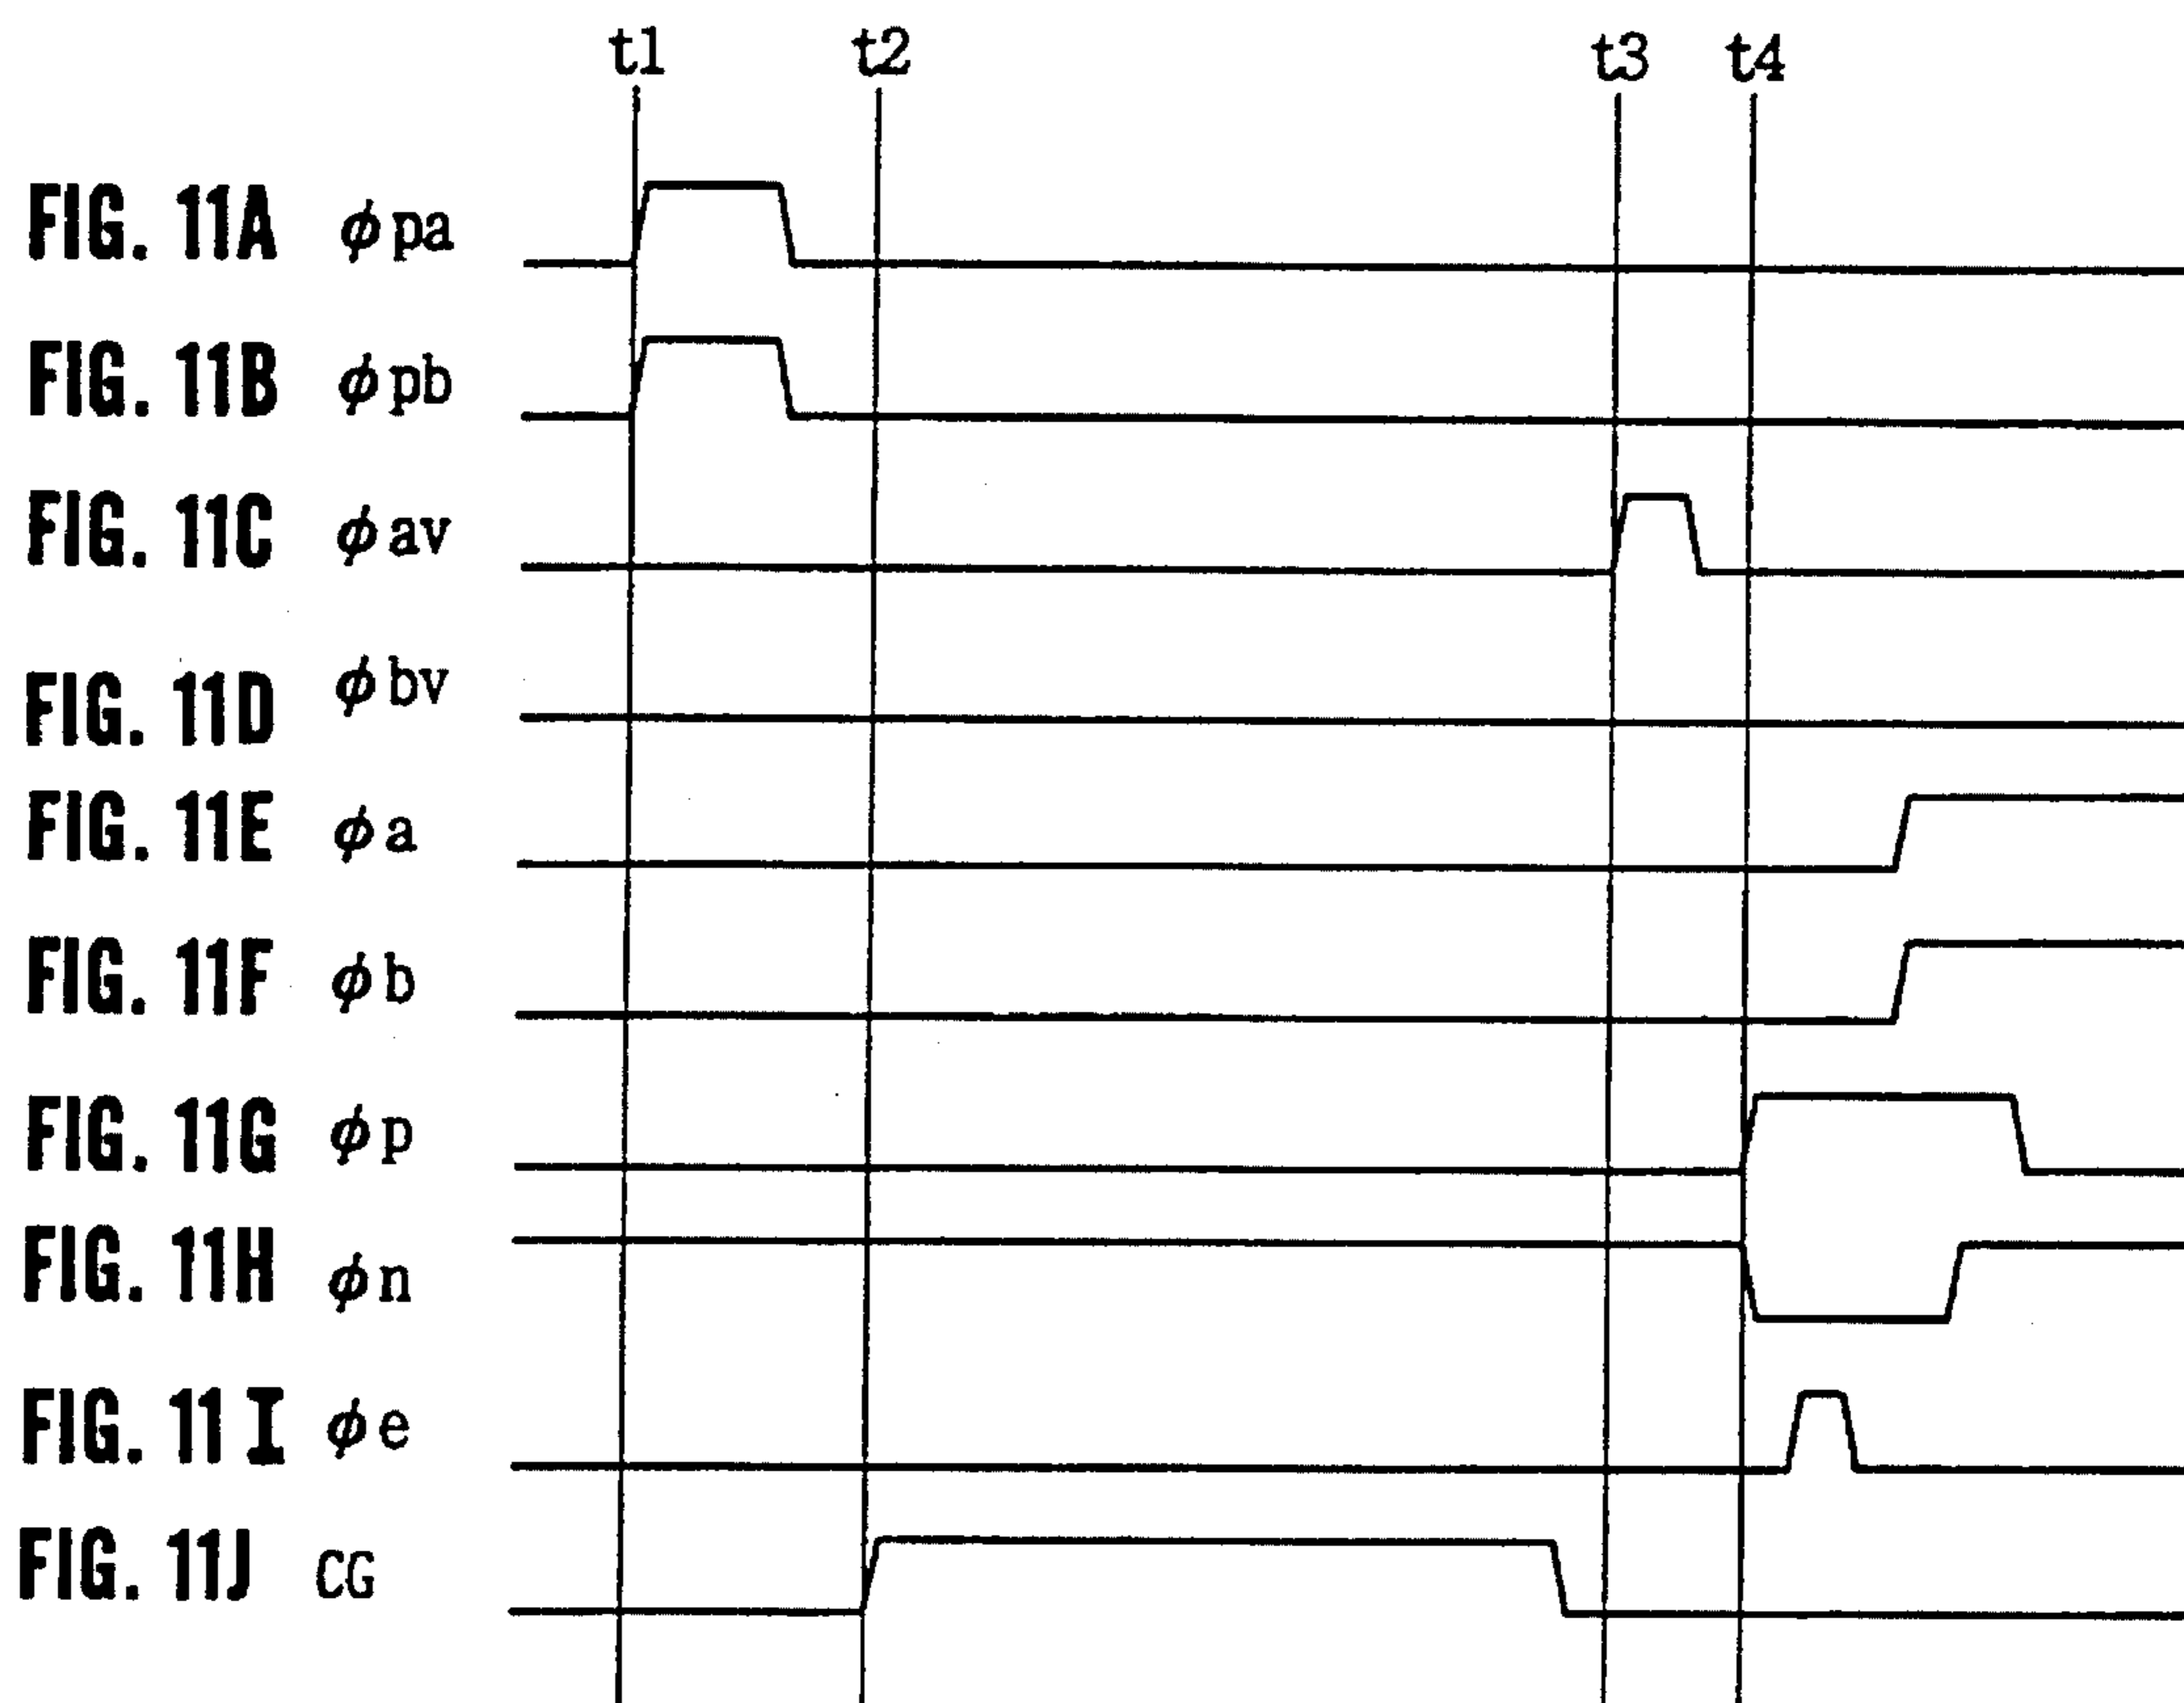 t1 t2 t3 t4
FIG. 11A ϕpa
FIG. 11B ϕpb
FIG. 11C ϕav
FIG. 11D ϕbv
FIG. 11E ϕa
FIG. 11F ϕb
FIG. 11G ϕp
FIG. 11H ϕn
FIG. 11I ϕe
FIG. 11J CG